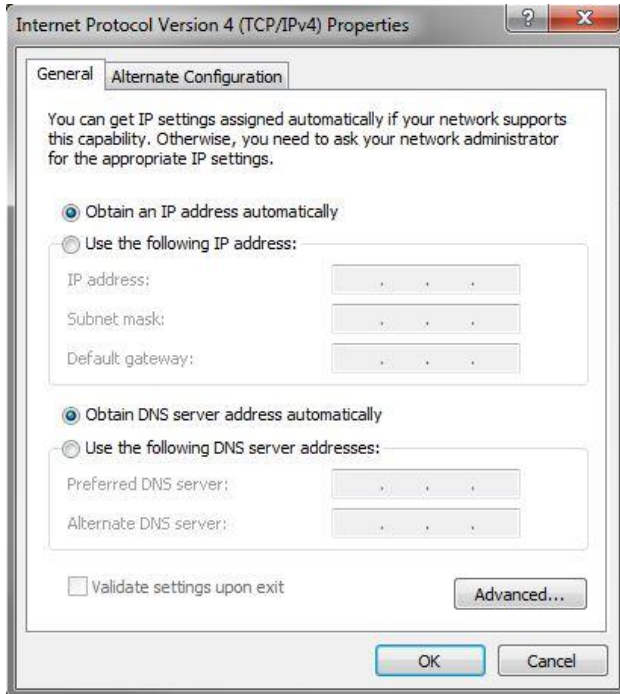 Internet Protocol Version 4 (TCP/IPv4) Properties
General
Alternate Configuration
You can get IP settings assigned automatically if your network supports
this capability. Otherwise, you need to ask your network administrator
for the appropriate IP settings.
Obtain an IP address automatically
Use the following IP address:
IP address:
Subnet mask:
Default gateway:
Obtain DNS server address automatically
Use the following DNS server addresses:
Preferred DNS server:
Alternate DNS server:
Validate settings upon exit
Advanced...
OK
Cancel